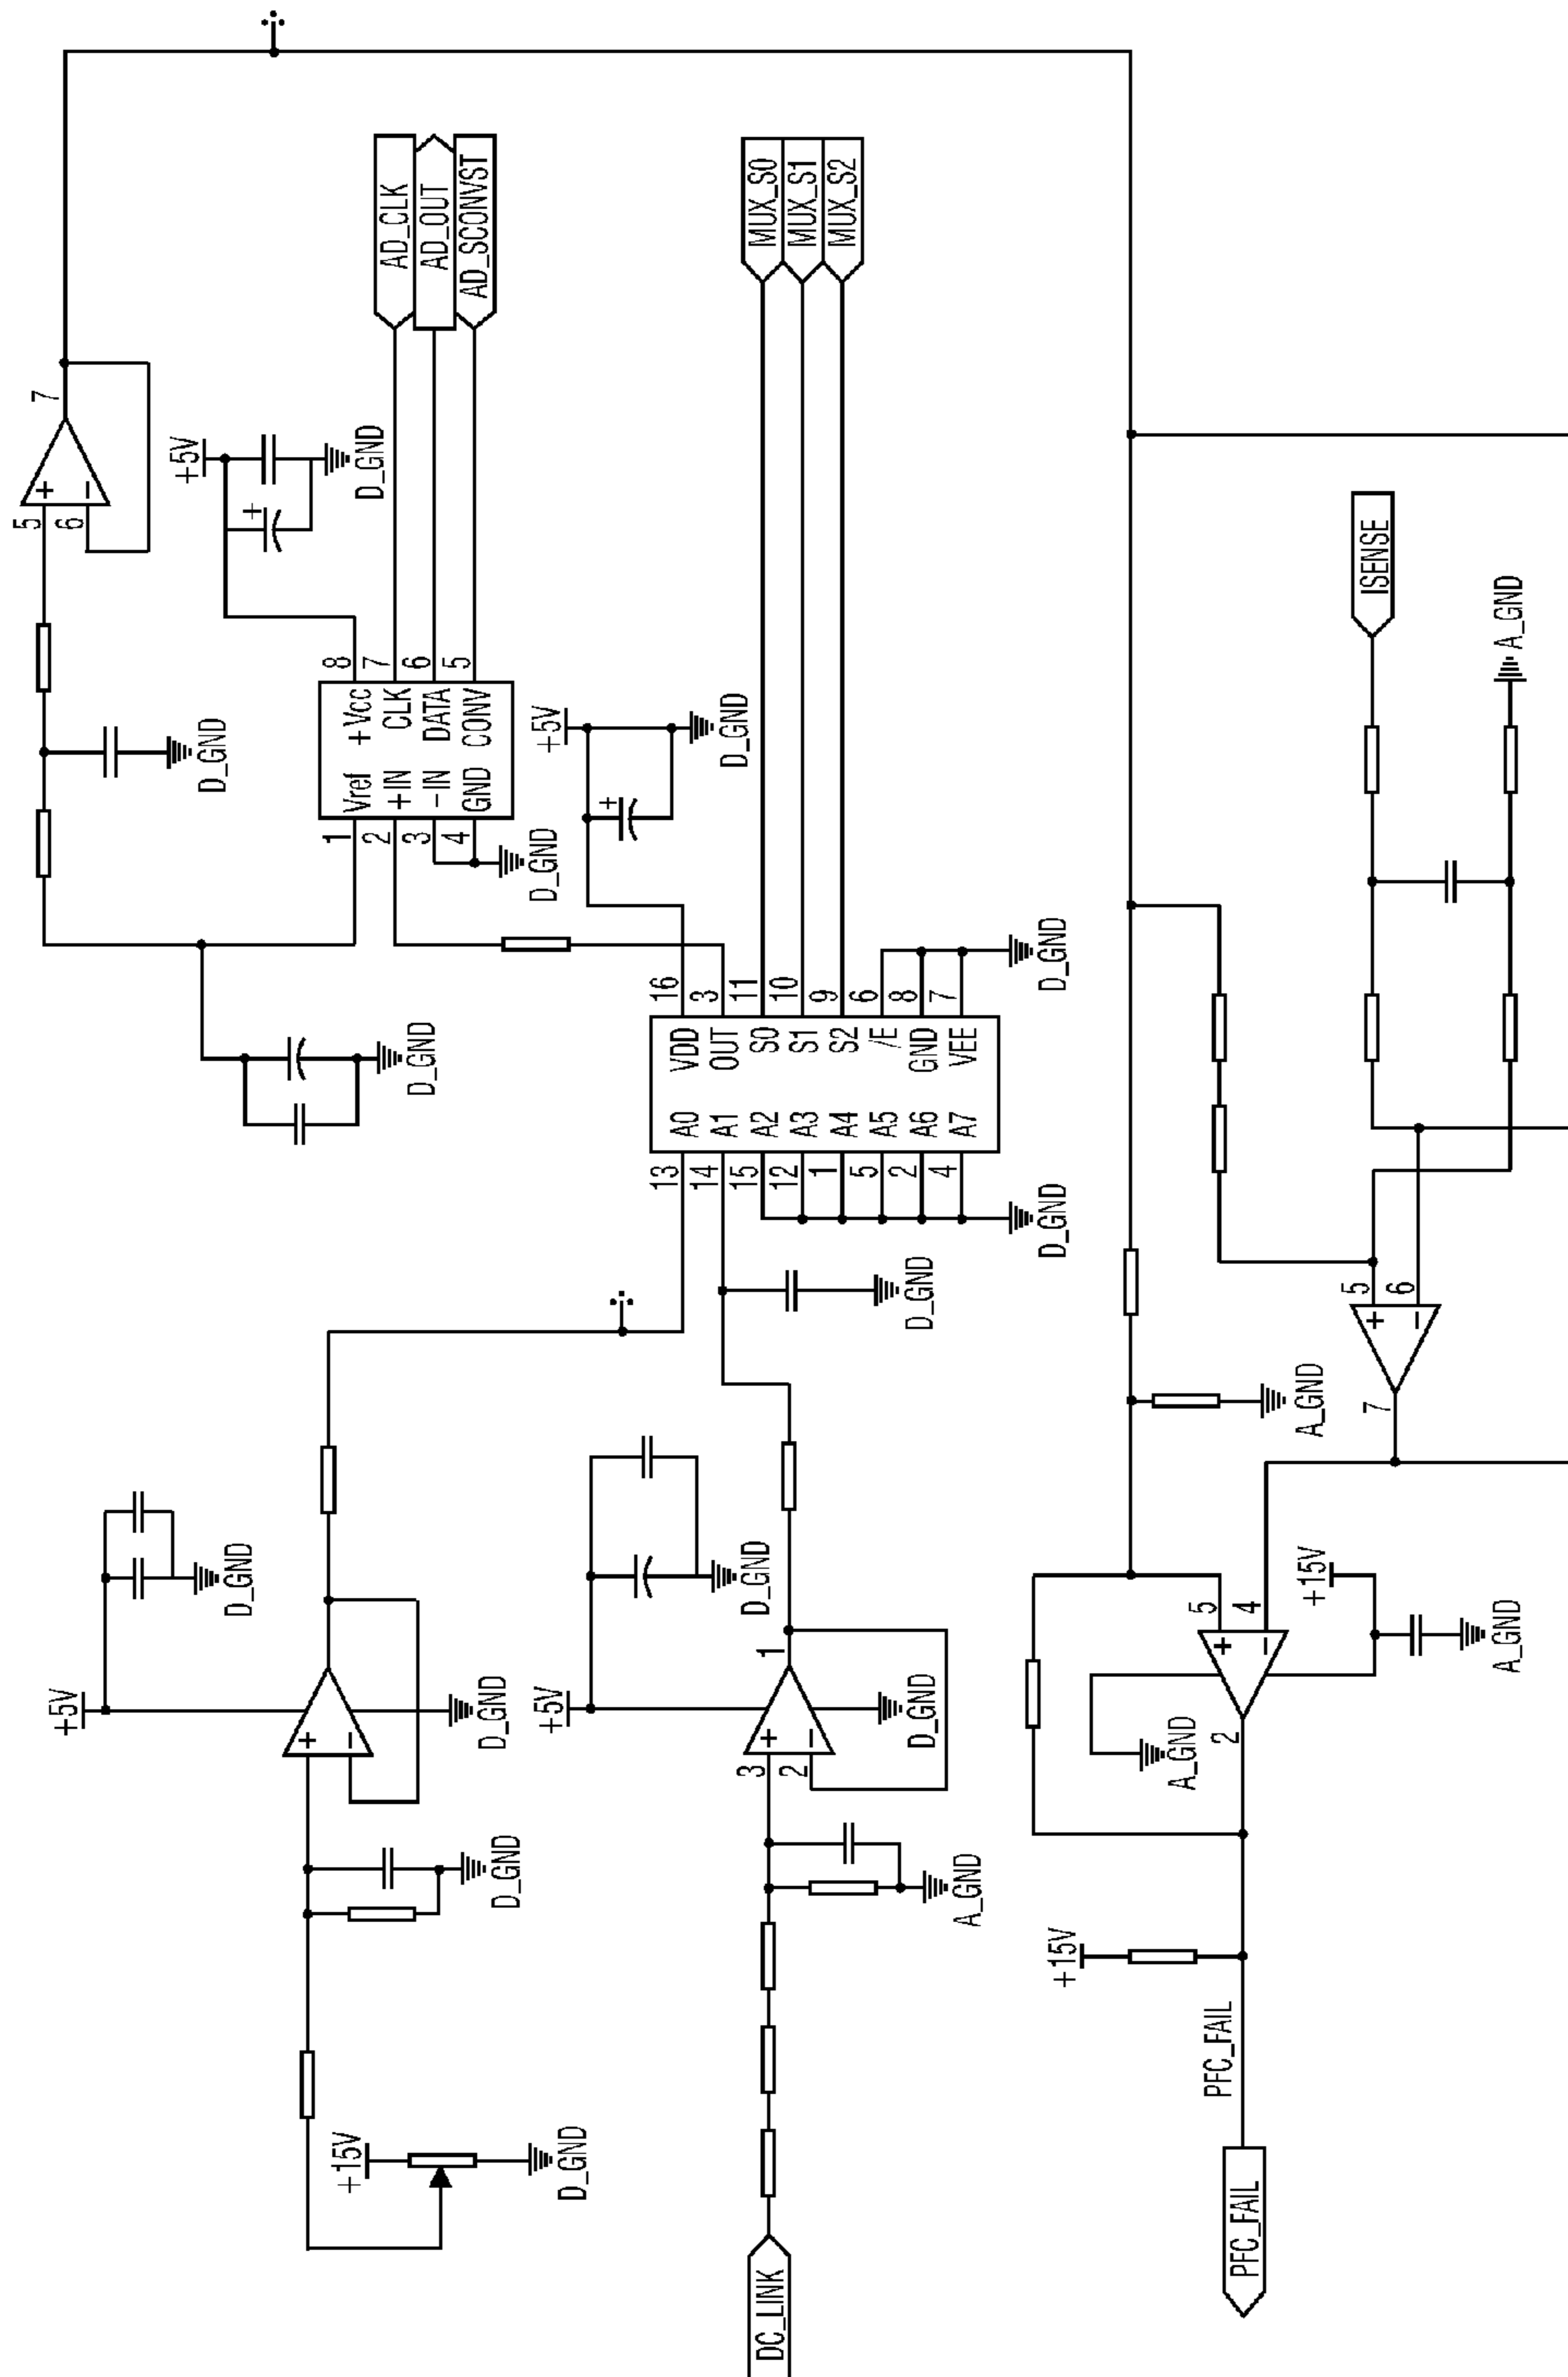 +5V
D_GND
5
6
+
−
7
+15V
D_GND
D_GND
+
−
D_GND
D_GND
D_GND
+5V
+
D_GND
1
2
3
4
Vref
+IN
−IN
GND
+Vcc
CLK
DATA
CONV
8
7
6
5
D_GND
AD_CLK
AD_OUT
AD_SCONVST
+5V
D_GND
DC_LINK
A_GND
3
2
+
−
1
D_GND
D_GND
13
14
15
12
1
5
2
4
A0
A1
A2
A3
A4
A5
A6
A7
VDD
OUT
S0
S1
S2
/E
GND
VEE
16
3
11
10
9
6
8
7
D_GND
D_GND
+5V
+
D_GND
MUX_S0
MUX_S1
MUX_S2
PFC_FAIL
PFC_FAIL
+15V
A_GND
2
+
−
5
4
+15V
A_GND
A_GND
7
+
−
5
6
ISENSE
A_GND